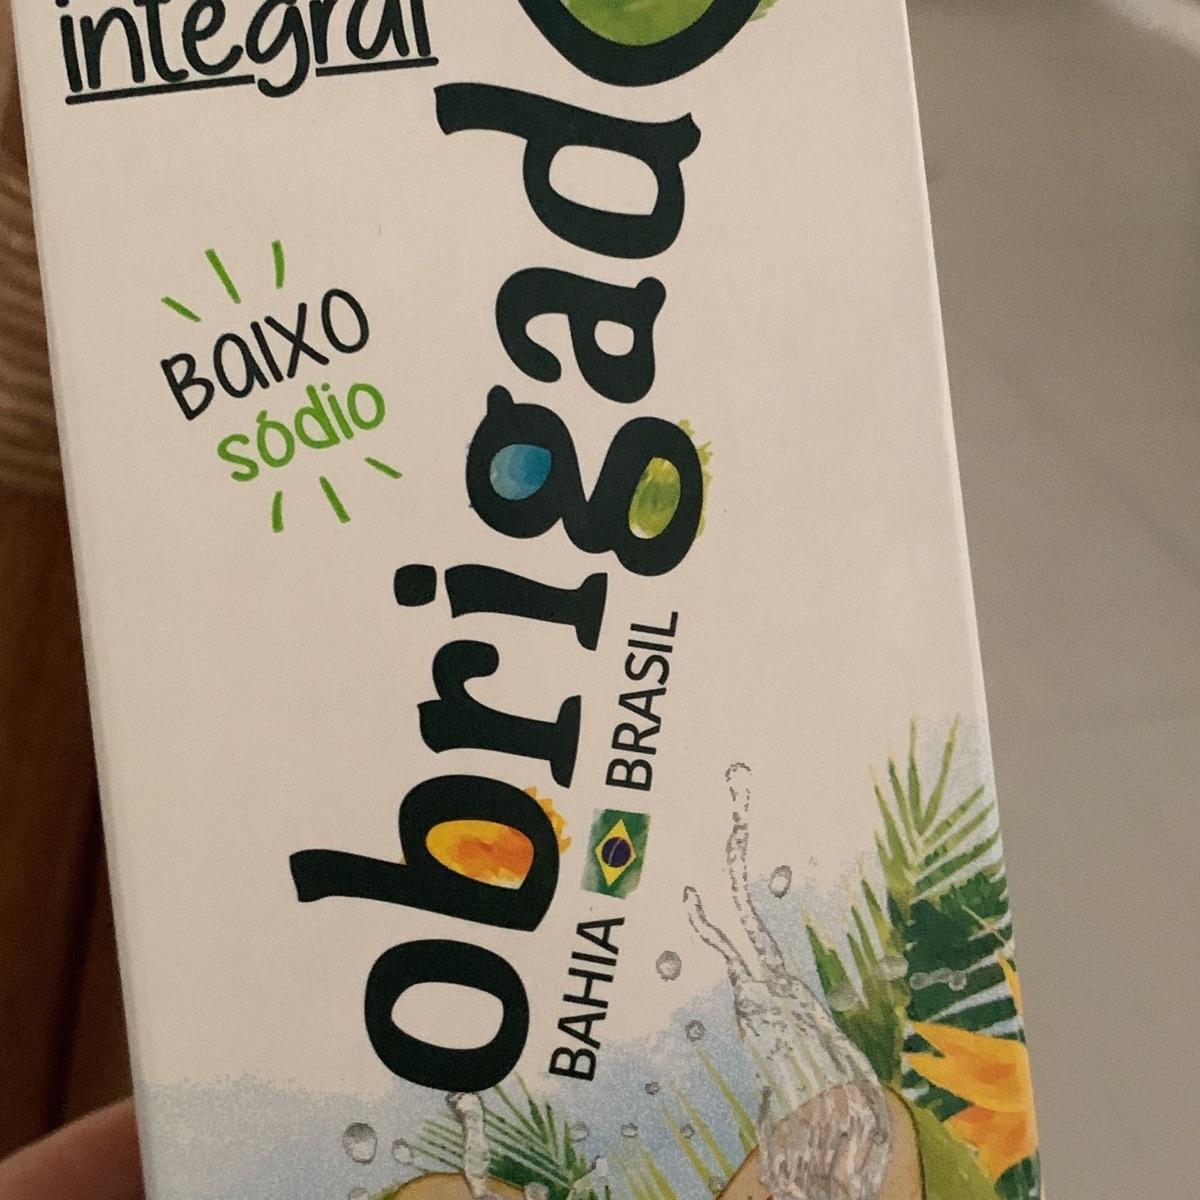 integral
BAIXO
sódio
obrigado
BAHIA BRASIL